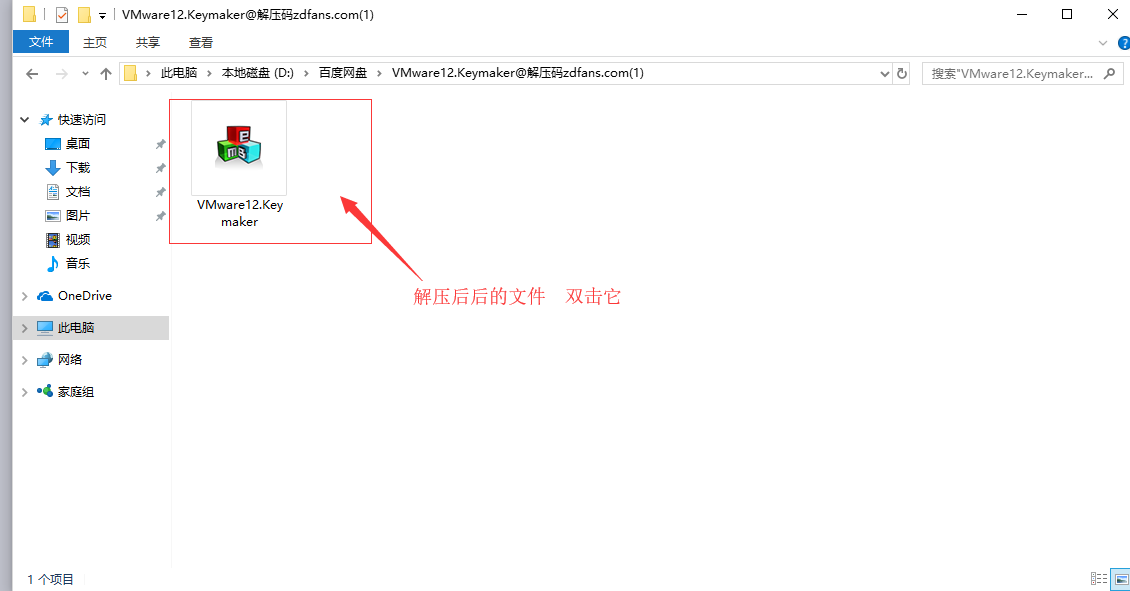 VMware12.Keymaker@解压码zdfans.com(1)
文件 主页 共享 查看
此电脑 本地磁盘 (D:) 百度网盘 VMware12.Keymaker@解压码zdfans.com(1) 搜索"VMware12.Keymaker...
快速访问
桌面
下载
文档
图片
视频
音乐
OneDrive
此电脑
网络
家庭组
VMware12.Key
maker
解压后后的文件 双击它
1 个项目